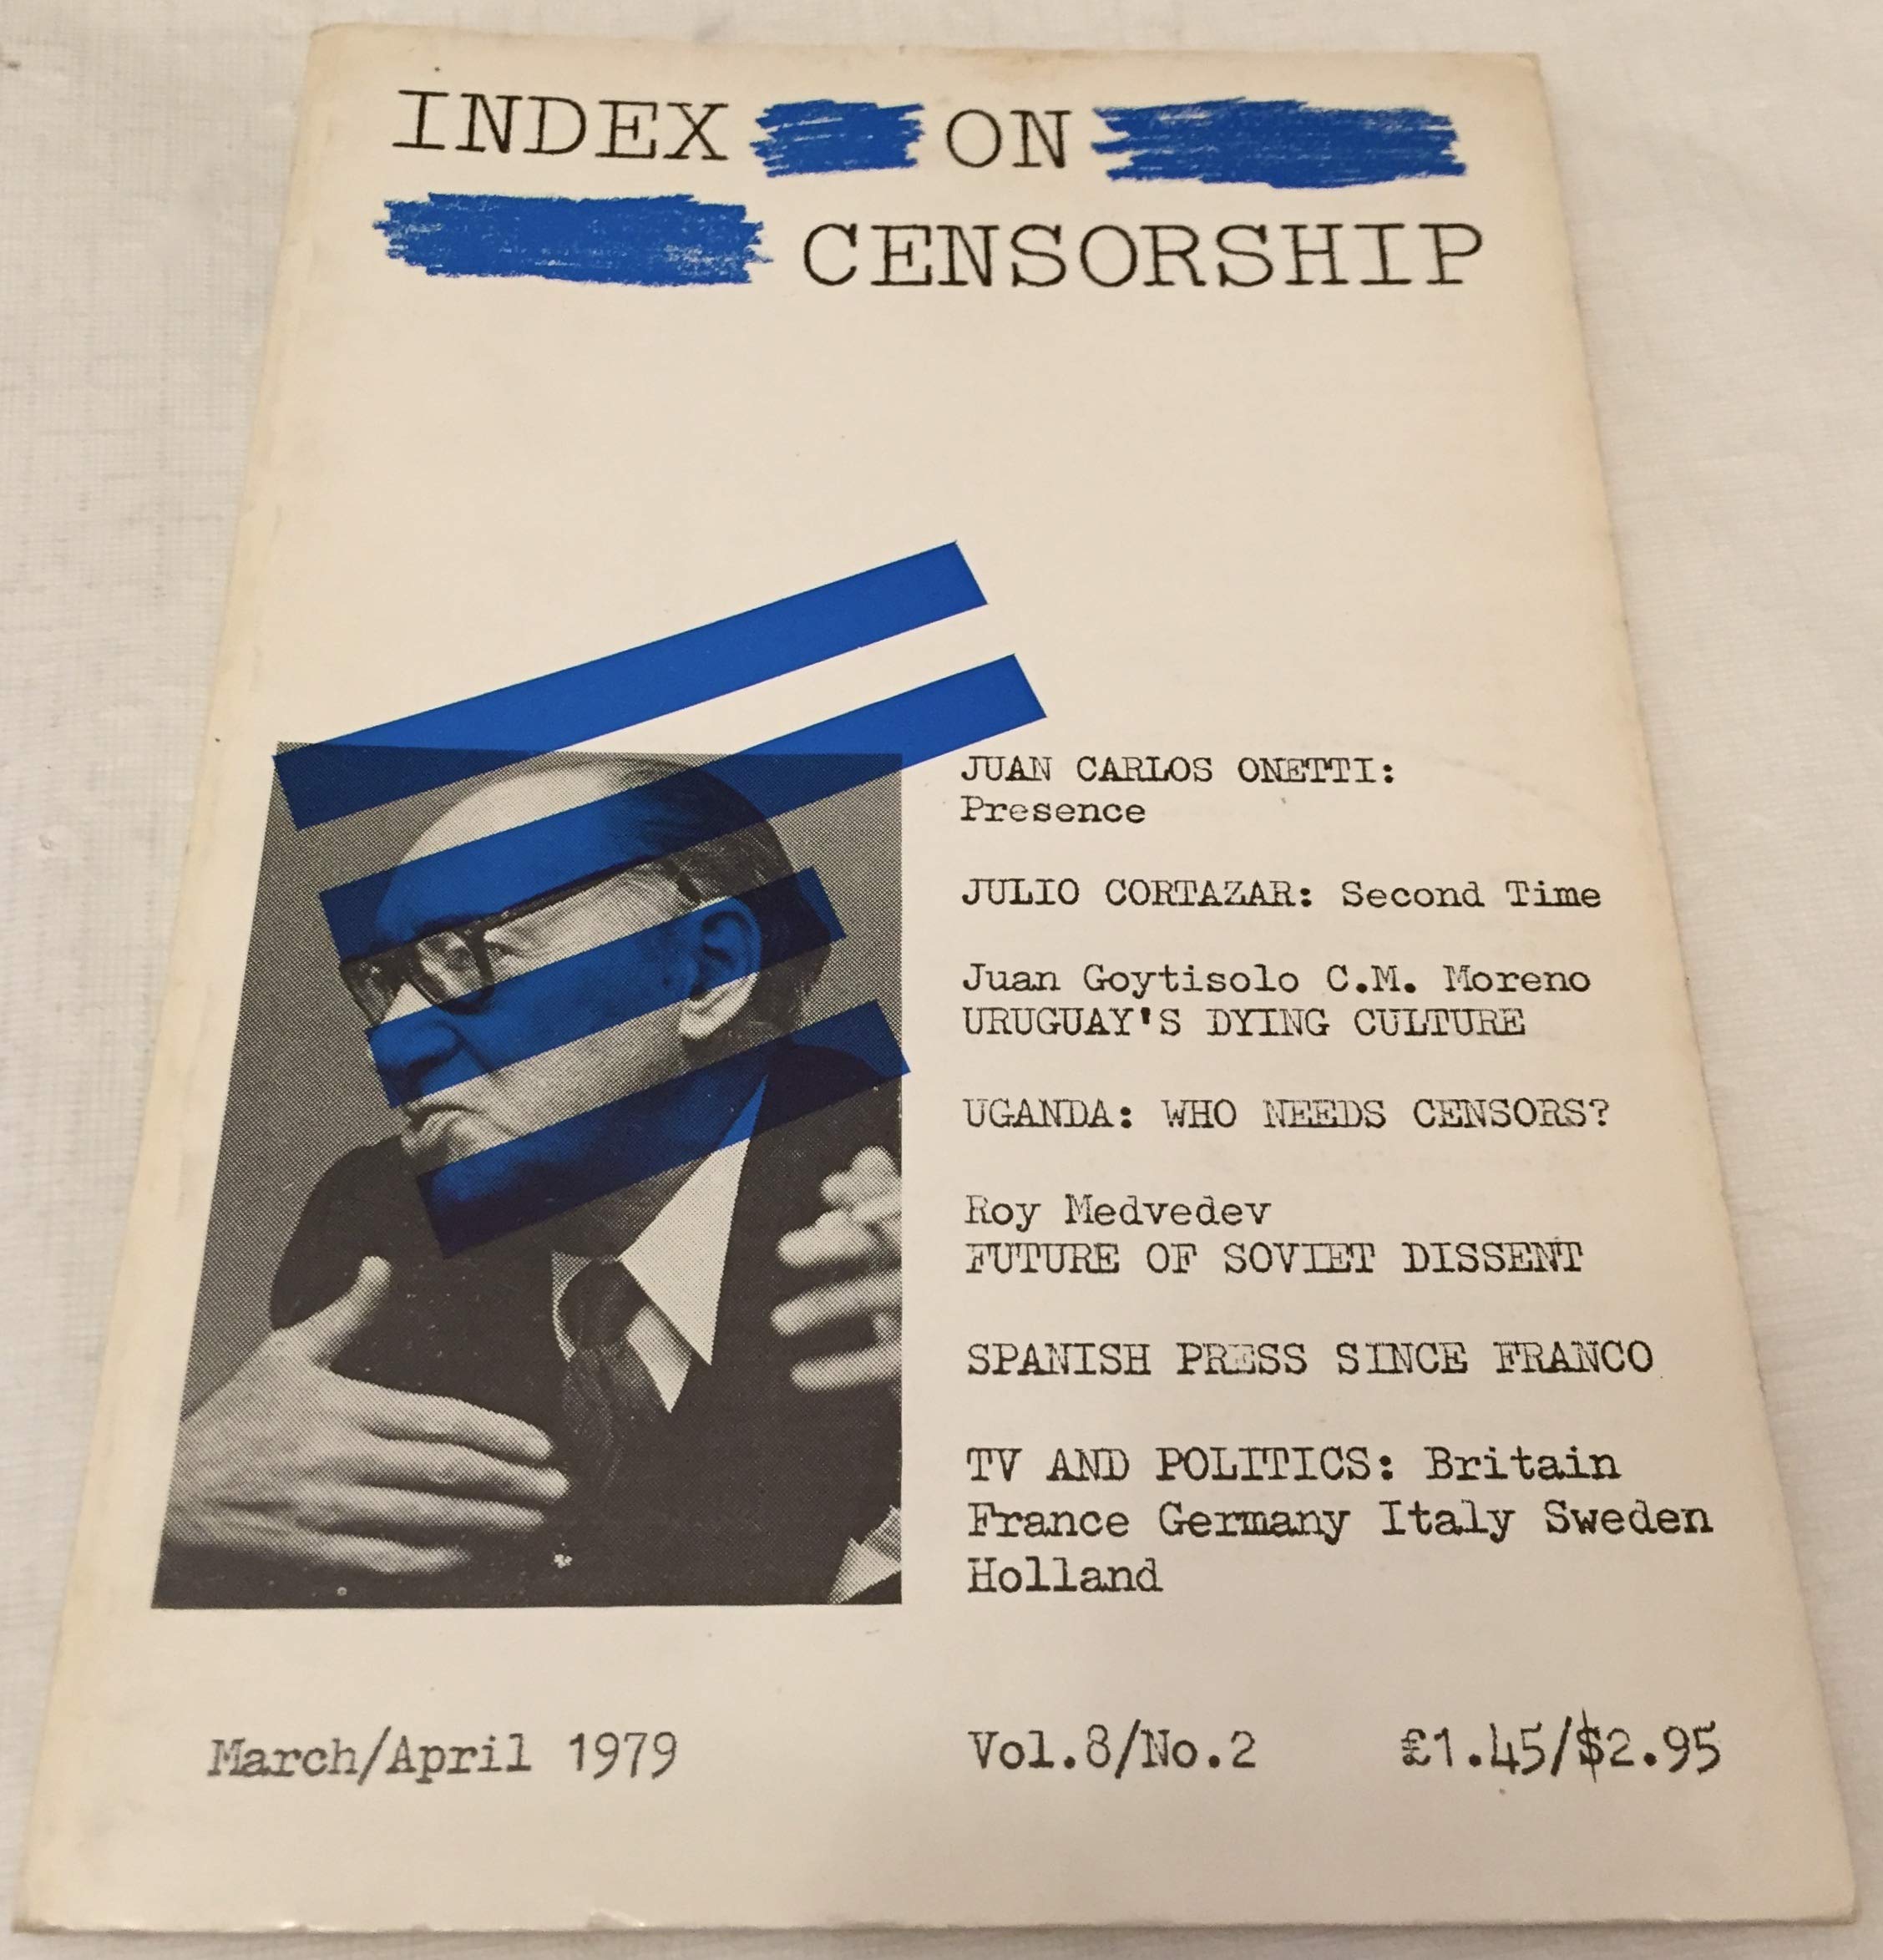 INDEX ON
CENSORSHIP
JUAN CARLOS ONETTI:
Presence
JULIO CORTAZAR: Second Time
Juan Goytisolo C.M. Moreno
URUGUAY'S DYING CULTURE
UGANDA: WHO NEEDS CENSORS?
Roy Medvedev
FUTURE OF SOVIET DISSENT
SPANISH PRESS SINCE FRANCO
TV AND POLITICS: Britain
France Germany Italy Sweden
Holland
March/April 1979 Vol.8/No.2 £1.45/$2.95